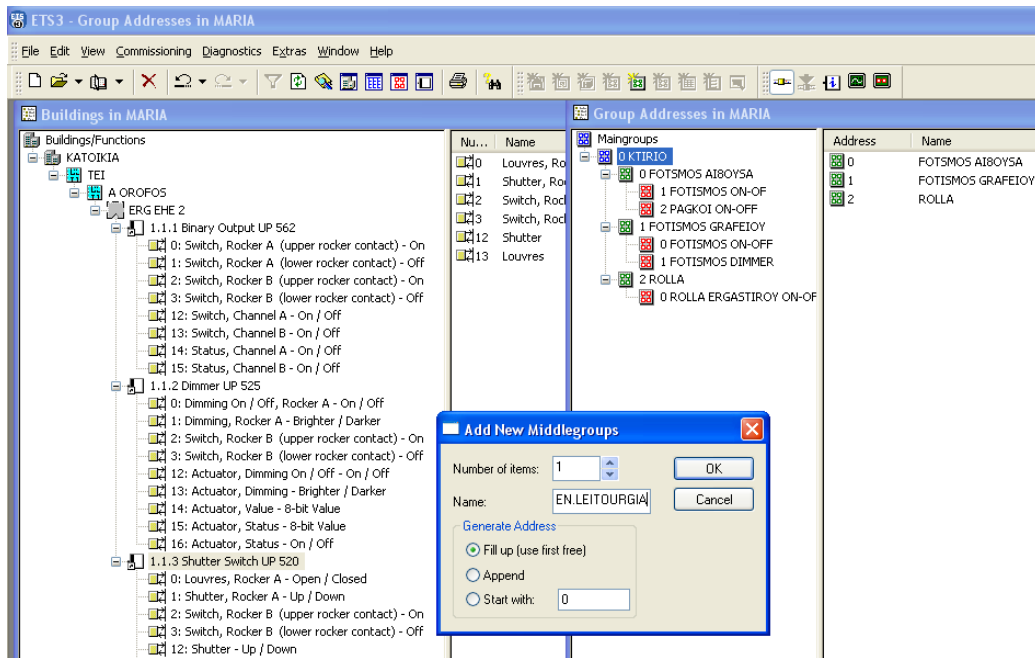 ETS3 - Group Addresses in MARIA
File Edit View Commissioning Diagnostics Extras Window Help
Buildings in MARIA
Buildings/Functions
KATOIKIA
TEI
A OROFOS
ERG EHE 2
1.1.1 Binary Output UP 562
0: Switch, Rocker A (upper rocker contact) - On
1: Switch, Rocker A (lower rocker contact) - Off
2: Switch, Rocker B (upper rocker contact) - On
3: Switch, Rocker B (lower rocker contact) - Off
12: Switch, Channel A - On / Off
13: Switch, Channel B - On / Off
14: Status, Channel A - On / Off
15: Status, Channel B - On / Off
1.1.2 Dimmer UP 525
0: Dimming On / Off, Rocker A - On / Off
1: Dimming, Rocker A - Brighter / Darker
2: Switch, Rocker B (upper rocker contact) - On
3: Switch, Rocker B (lower rocker contact) - Off
12: Actuator, Dimming On / Off - On / Off
13: Actuator, Dimming - Brighter / Darker
14: Actuator, Value - 8-bit Value
15: Actuator, Status - 8-bit Value
16: Actuator, Status - On / Off
1.1.3 Shutter Switch UP 520
0: Louvres, Rocker A - Open / Closed
1: Shutter, Rocker A - Up / Down
2: Switch, Rocker B (upper rocker contact) - On
3: Switch, Rocker B (lower rocker contact) - Off
12: Shutter - Up / Down
Nu... Name
0 Louvres, Ro
1 Shutter, Ro
2 Switch, Roc
3 Switch, Roc
12 Shutter
13 Louvres
Group Addresses in MARIA
Maingroups
0 KTIRIO
0 FOTSMOS AI8OYSA
1 FOTISMOS ON-OF
2 PAGKOI ON-OFF
1 FOTISMOS GRAFEIOY
0 FOTISMOS ON-OFF
1 FOTISMOS DIMMER
2 ROLLA
0 ROLLA ERGASTIROY ON-OF
Address Name
0 FOTSMOS AI8OYSA
1 FOTISMOS GRAFEIOY
2 ROLLA
Add New Middlegroups
Number of items: 1
OK
Name: EN.LEITOURGIA
Cancel
Generate Address
Fill up (use first free)
Append
Start with: 0